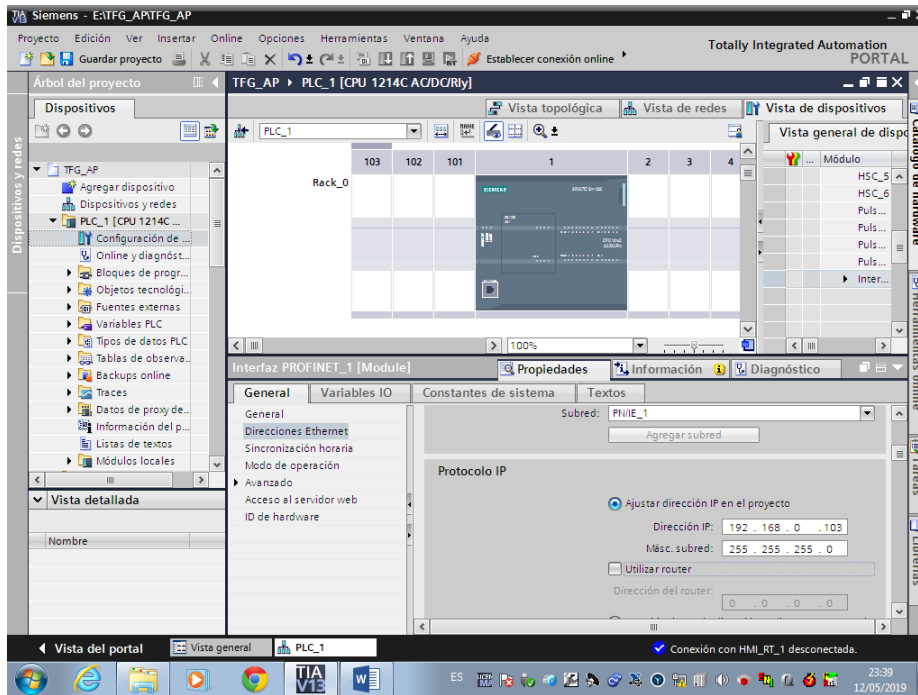 Siemens - E:\TFG_AP\TFG_AP
Proyecto Edición Ver Insertar Online Opciones Herramientas Ventana Ayuda
Totally Integrated Automation
PORTAL
Guardar proyecto
Establecer conexión online
Árbol del proyecto
TFG_AP PLC_1 [CPU 1214C AC/DC/Rly]
Dispositivos
Vista topológica
Vista de redes
Vista de dispositivos
PLC_1
Vista general de dispo
Dispositivos y redes
TFG_AP
Agregar dispositivo
Dispositivos y redes
PLC_1 [CPU 1214C ...
Configuración de ...
Online y diagnóst...
Bloques de progr...
Objetos tecnológi...
Fuentes externas
Variables PLC
Tipos de datos PLC
Tablas de observa...
Backups online
Traces
Datos de proxy de...
Información del p...
Listas de textos
Módulos locales
103 102 101 1 2 3 4
Rack_0
SIEMENS
... Módulo
HSC_5
HSC_6
Puls...
Puls...
Puls...
Puls...
Inter...
100%
Interfaz PROFINET_1 [Module]
Propiedades
Información
Diagnóstico
General
Variables IO
Constantes de sistema
Textos
General
Direcciones Ethernet
Sincronización horaria
Modo de operación
Avanzado
Acceso al servidor web
ID de hardware
Subred: PN/IE_1
Agregar subred
Protocolo IP
Ajustar dirección IP en el proyecto
Dirección IP: 192 . 168 . 0 . 103
Másc. subred: 255 . 255 . 255 . 0
Utilizar router
Dirección del router:
0 . 0 . 0 . 0
Vista detallada
Nombre
Vista del portal
Vista general
PLC_1
Conexión con HMI_RT_1 desconectada.
TIA
V13
ES
23:39
12/05/2019